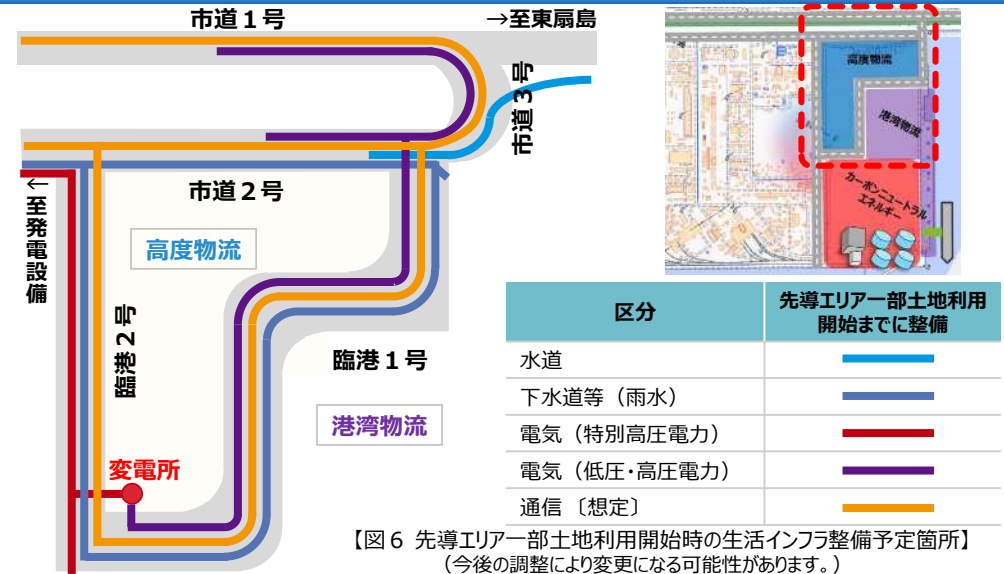 市道１号
→至東扇島
市道３号
市道２号
←至発電設備
高度物流
臨港２号
臨港１号
港湾物流
変電所
高度物流
港湾物流
カーボンニュートラル
エネルギー
区分
先導エリア一部土地利用
開始までに整備
水道
下水道等（雨水）
電気（特別高圧電力）
電気（低圧・高圧電力）
通信〔想定〕
【図６ 先導エリア一部土地利用開始時の生活インフラ整備予定箇所】
（今後の調整により変更になる可能性があります。）